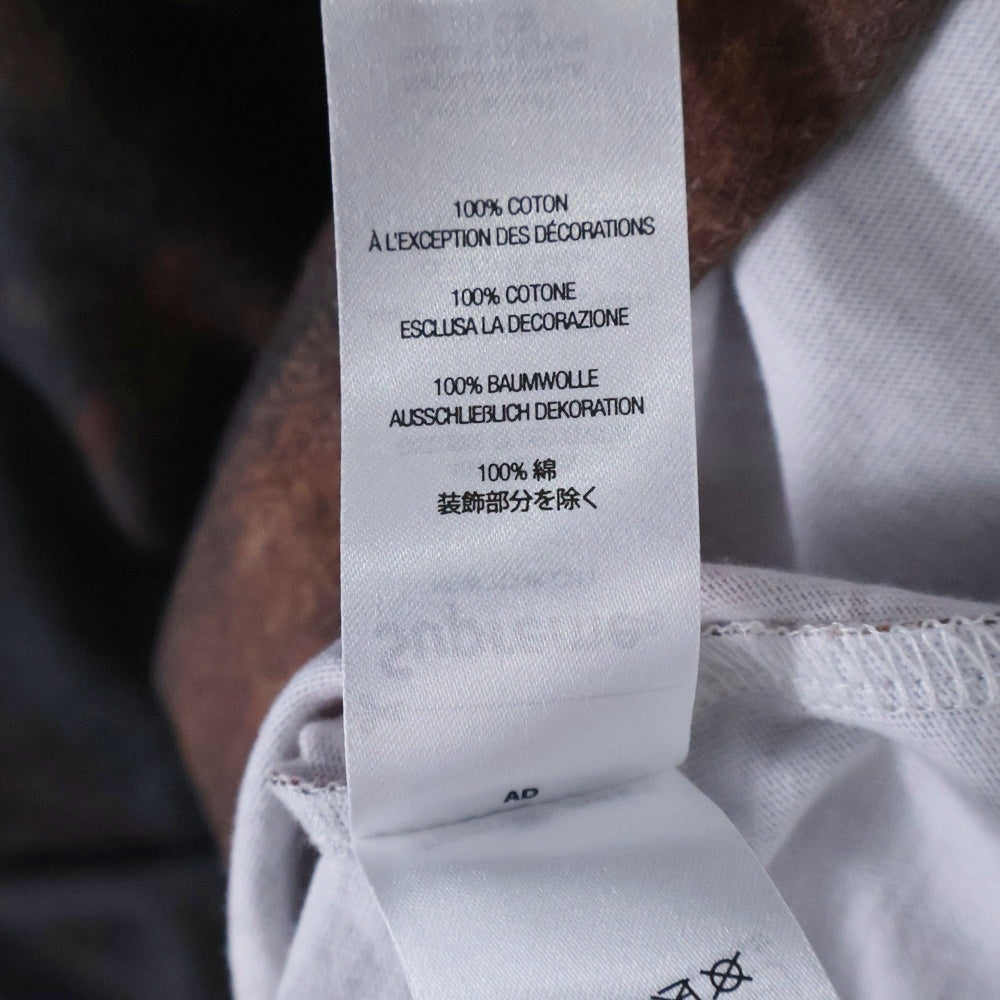 100% COTON
À L'EXCEPTION DES DÉCORATIONS
100% COTONE
ESCLUSA LA DECORAZIONE
100% BAUMWOLLE
AUSSCHLIEßLICH DEKORATION
100% 綿
装飾部分を除く
AD